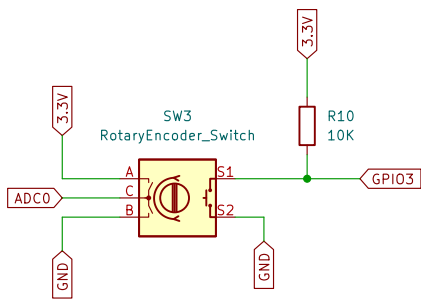 3.3V
3.3V
SW3
RotaryEncoder_Switch
R10
10K
A
S1
GPIO3
ADC0
C
B
S2
GND
GND